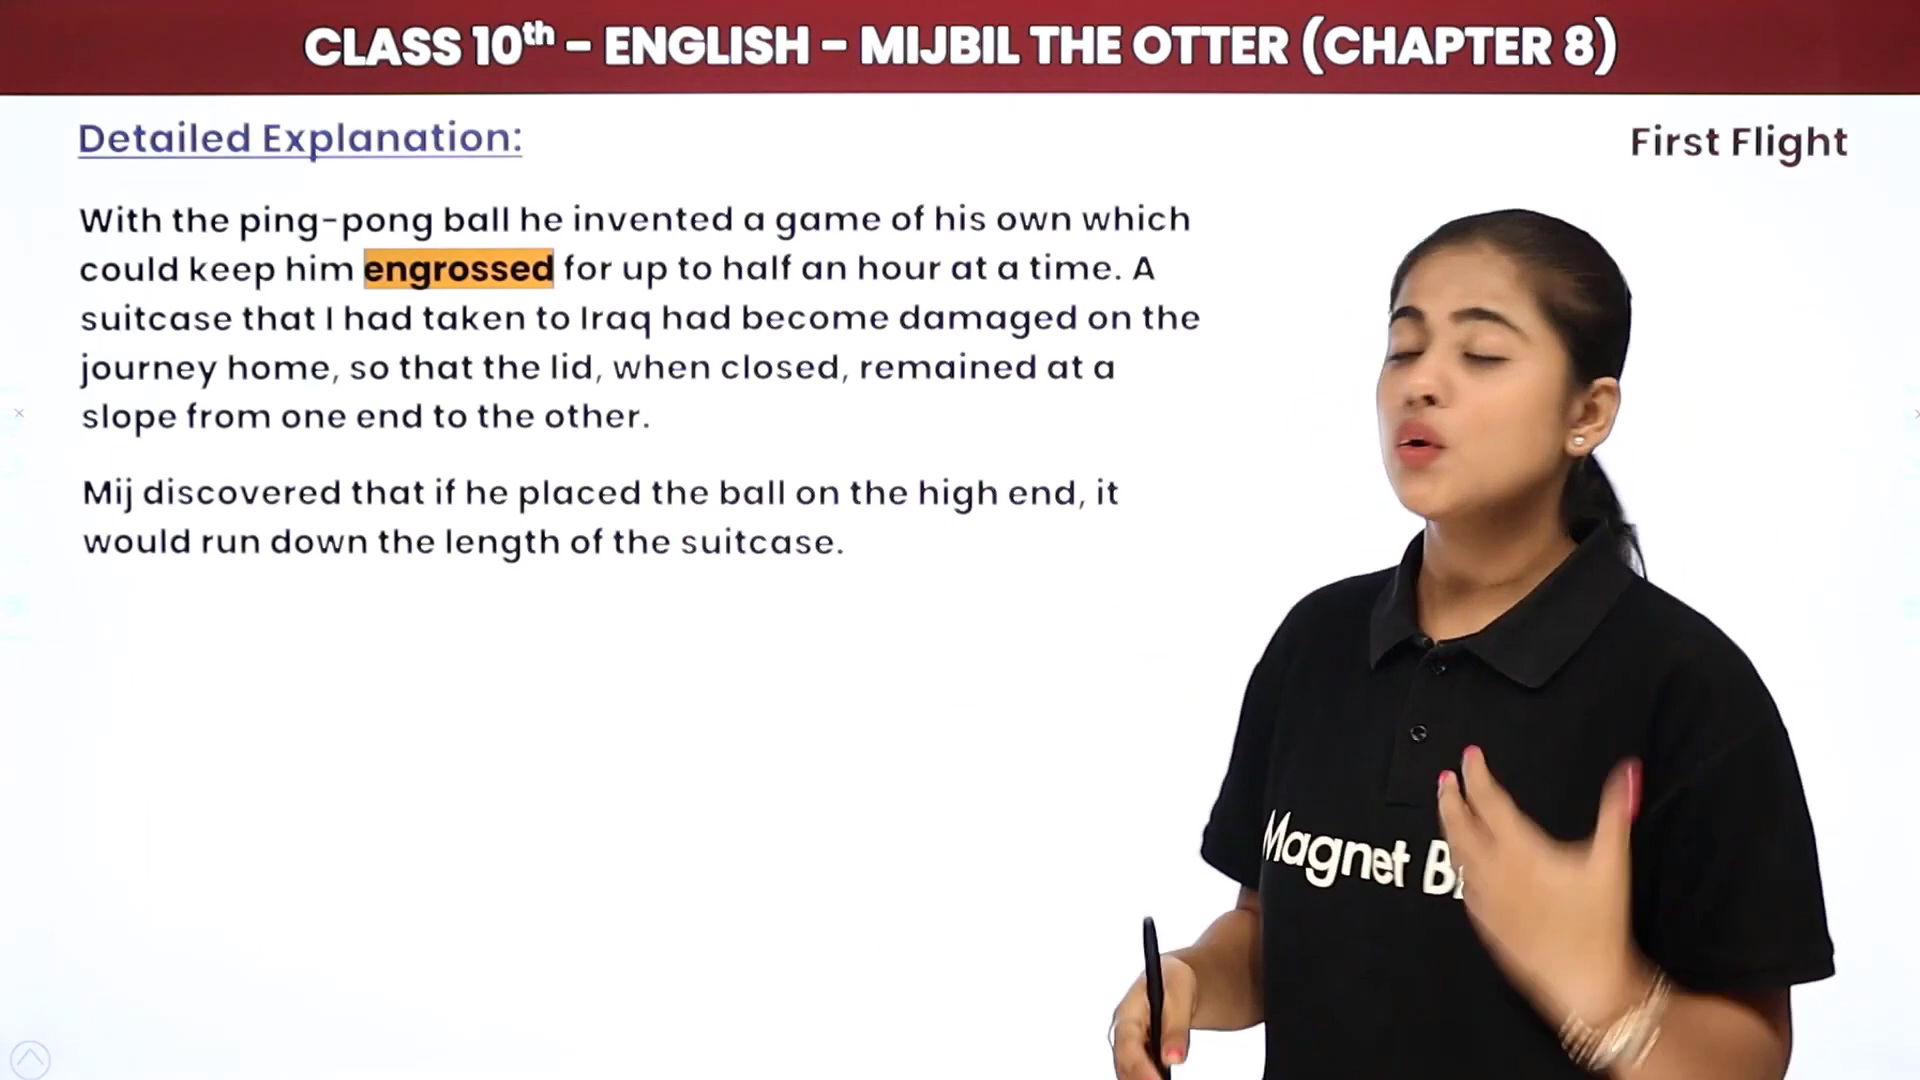 CLASS 10th – ENGLISH – MIJBIL THE OTTER (CHAPTER 8)
Detailed Explanation:
First Flight
With the ping-pong ball he invented a game of his own which
could keep him engrossed for up to half an hour at a time. A
suitcase that I had taken to Iraq had become damaged on the
journey home, so that the lid, when closed, remained at a
slope from one end to the other.
Mij discovered that if he placed the ball on the high end, it
would run down the length of the suitcase.
Magnet B